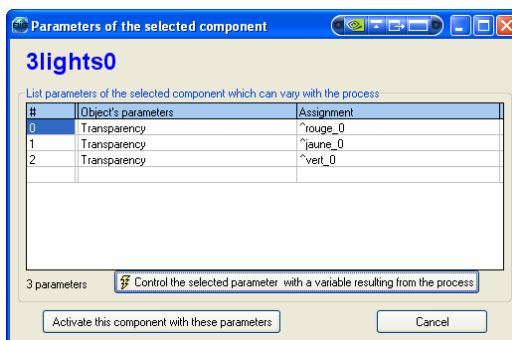 Parameters of the selected component
3lights0
List parameters of the selected component which can vary with the process
# Object's parameters Assignment
0 Transparency ^rouge_0
1 Transparency ^jaune_0
2 Transparency ^vert_0
3 parameters Control the selected parameter with a variable resulting from the process
Activate this component with these parameters Cancel